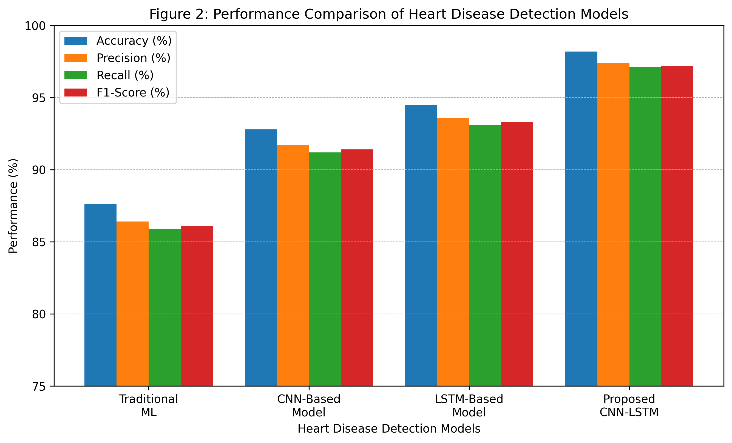 Figure 2: Performance Comparison of Heart Disease Detection Models
100
95
90
85
80
75
Performance (%)
Accuracy (%)
Precision (%)
Recall (%)
F1-Score (%)
Traditional
ML
CNN-Based
Model
LSTM-Based
Model
Proposed
CNN-LSTM
Heart Disease Detection Models